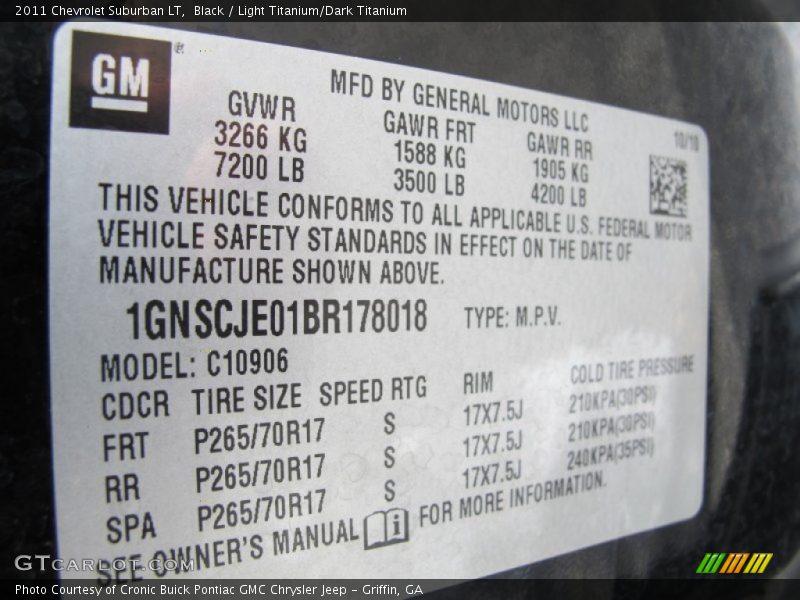 2011 Chevrolet Suburban LT, Black / Light Titanium/Dark Titanium
GM
®
MFD BY GENERAL MOTORS LLC
10/10
GVWR GAWR FRT GAWR RR
3266 KG 1588 KG 1905 KG
7200 LB 3500 LB 4200 LB
THIS VEHICLE CONFORMS TO ALL APPLICABLE U.S. FEDERAL MOTOR
VEHICLE SAFETY STANDARDS IN EFFECT ON THE DATE OF
MANUFACTURE SHOWN ABOVE.
1GNSCJE01BR178018 TYPE: M.P.V.
MODEL: C10906
CDCR TIRE SIZE SPEED RTG RIM COLD TIRE PRESSURE
FRT P265/70R17 S 17X7.5J 210KPA(30PSI)
RR P265/70R17 S 17X7.5J 210KPA(30PSI)
SPA P265/70R17 S 17X7.5J 240KPA(35PSI)
SEE OWNER'S MANUAL i FOR MORE INFORMATION.
GTCarLot.com
Photo Courtesy of Cronic Buick Pontiac GMC Chrysler Jeep – Griffin, GA